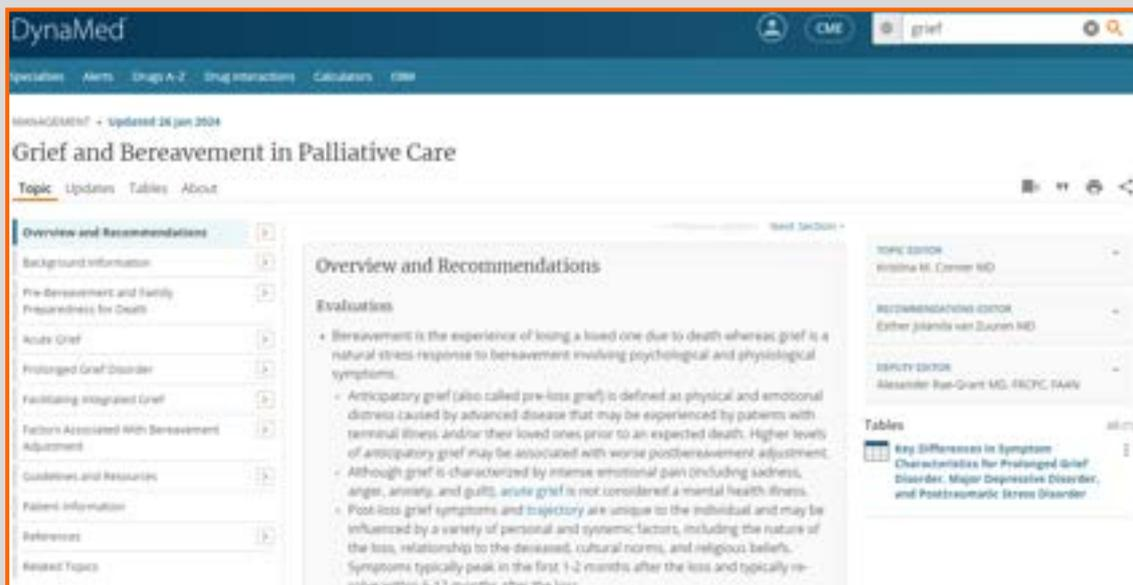 DynaMed
CME
grief
Specialties Alerts Drugs A-Z Drug Interactions Calculators EBM
MANAGEMENT • Updated 26 Jan 2024
Grief and Bereavement in Palliative Care
Topic Updates Tables About
Overview and Recommendations
Background Information
Pre-Bereavement and Family
Preparedness for Death
Acute Grief
Prolonged Grief Disorder
Facilitating Integrated Grief
Factors Associated With Bereavement
Adjustment
Guidelines and Resources
Patient Information
References
Related Topics
Next Section
Overview and Recommendations
Evaluation
• Bereavement is the experience of losing a loved one due to death whereas grief is a
natural stress response to bereavement involving psychological and physiological
symptoms.
Anticipatory grief (also called pre-loss grief) is defined as physical and emotional
distress caused by advanced disease that may be experienced by patients with
terminal illness and/or their loved ones prior to an expected death. Higher levels
of anticipatory grief may be associated with worse postbereavement adjustment.
Although grief is characterized by intense emotional pain (including sadness,
anger, anxiety, and guilt), acute grief is not considered a mental health illness.
Post-loss grief symptoms and trajectory are unique to the individual and may be
influenced by a variety of personal and systemic factors, including the nature of
the loss, relationship to the deceased, cultural norms, and religious beliefs.
Symptoms typically peak in the first 1-2 months after the loss and typically re-
6-12 months after the loss
TOPIC EDITOR
MD
RECOMMENDATIONS EDITOR
Esther Jolanda van Zuuren MD
DEPUTY EDITOR
Alexander Rae-Grant MD, FRCPC, FAAN
Tables
Key Differences in Symptom
Characteristics for Prolonged Grief
Disorder, Major Depressive Disorder,
and Posttraumatic Stress Disorder